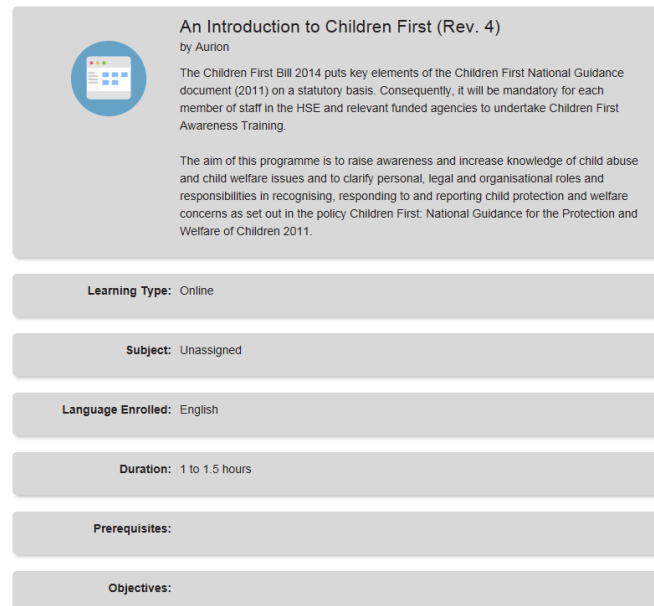 An Introduction to Children First (Rev. 4)
by Aurion
The Children First Bill 2014 puts key elements of the Children First National Guidance
document (2011) on a statutory basis. Consequently, it will be mandatory for each
member of staff in the HSE and relevant funded agencies to undertake Children First
Awareness Training.
The aim of this programme is to raise awareness and increase knowledge of child abuse
and child welfare issues and to clarify personal, legal and organisational roles and
responsibilities in recognising, responding to and reporting child protection and welfare
concerns as set out in the policy Children First: National Guidance for the Protection and
Welfare of Children 2011.
Learning Type: Online
Subject: Unassigned
Language Enrolled: English
Duration: 1 to 1.5 hours
Prerequisites:
Objectives: